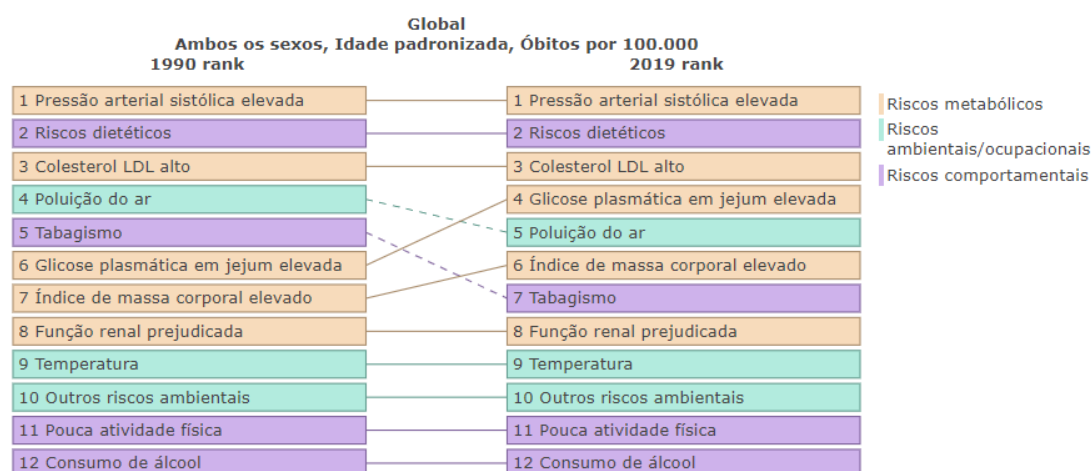 Global
Ambos os sexos, Idade padronizada, Óbitos por 100.000
1990 rank
2019 rank
1 Pressão arterial sistólica elevada
2 Riscos dietéticos
3 Colesterol LDL alto
4 Poluição do ar
5 Tabagismo
6 Glicose plasmática em jejum elevada
7 Índice de massa corporal elevado
8 Função renal prejudicada
9 Temperatura
10 Outros riscos ambientais
11 Pouca atividade física
12 Consumo de álcool
1 Pressão arterial sistólica elevada
2 Riscos dietéticos
3 Colesterol LDL alto
4 Glicose plasmática em jejum elevada
5 Poluição do ar
6 Índice de massa corporal elevado
7 Tabagismo
8 Função renal prejudicada
9 Temperatura
10 Outros riscos ambientais
11 Pouca atividade física
12 Consumo de álcool
Riscos metabólicos
Riscos
ambientais/ocupacionais
Riscos comportamentais